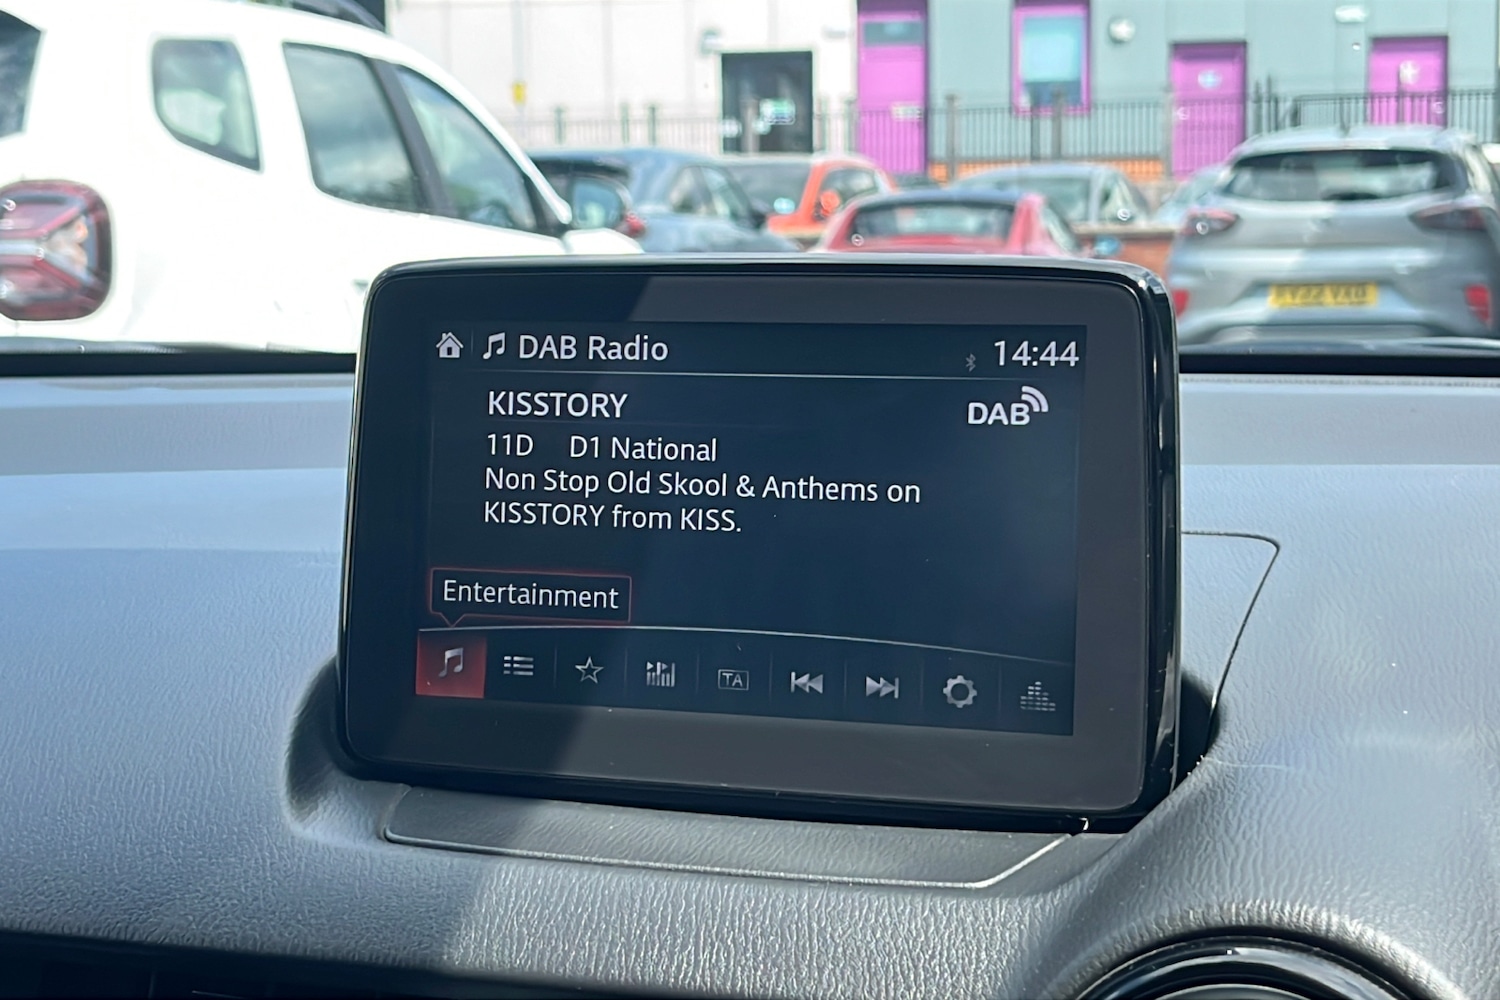 DAB Radio
14:44
KISSTORY
DAB
11D D1 National
Non Stop Old Skool & Anthems on
KISSTORY from KISS.
Entertainment
TA